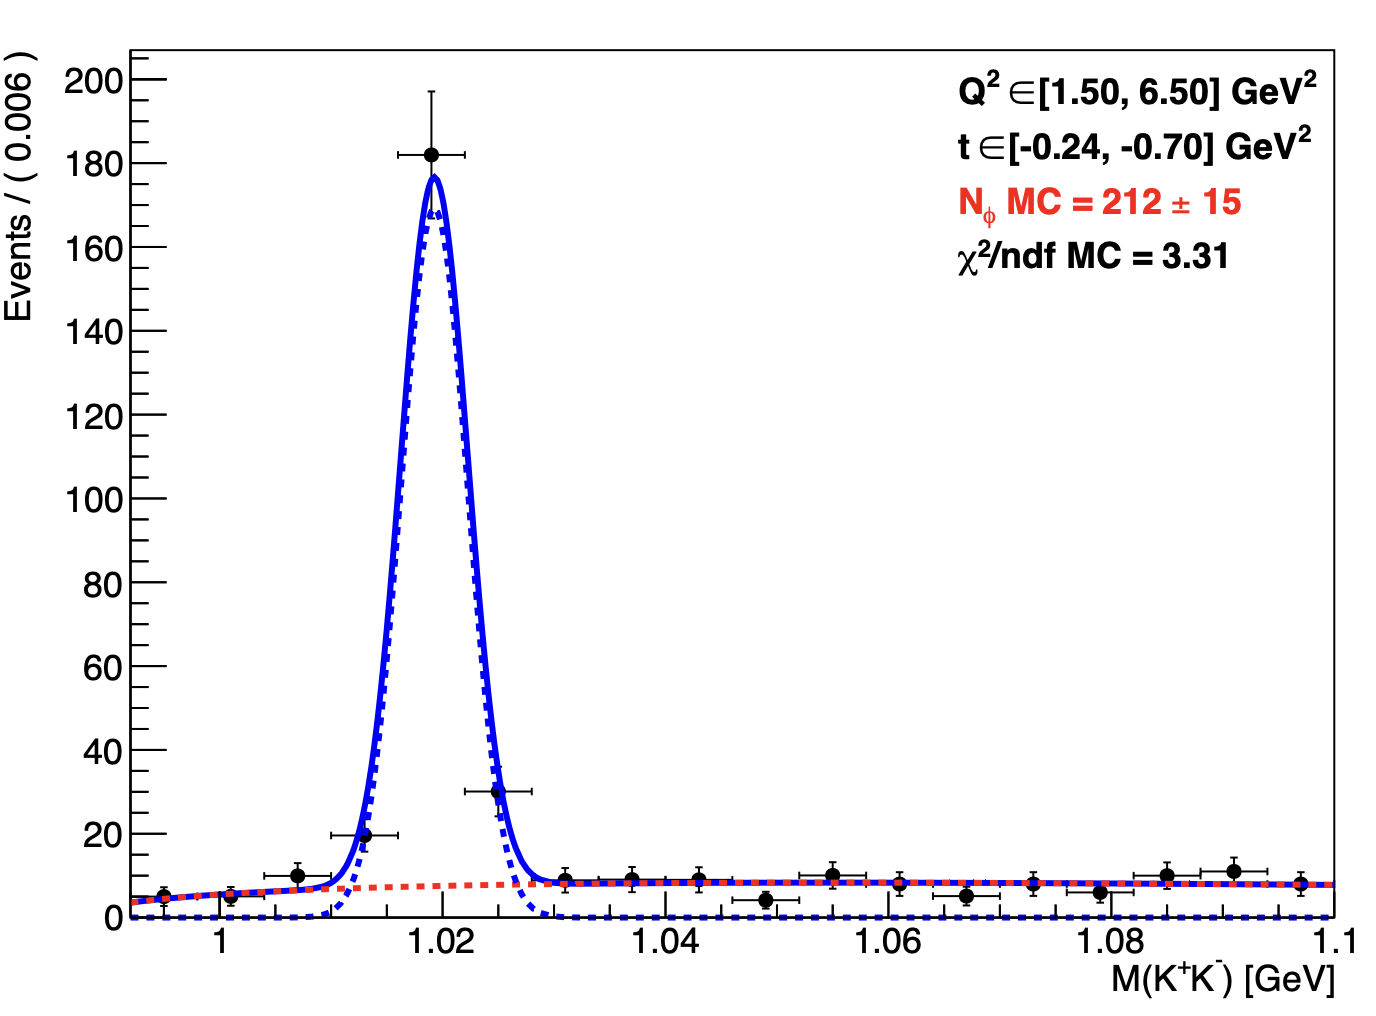 Events / ( 0.006 )
200
180
160
140
120
100
80
60
40
20
0
Q² ∈[1.50, 6.50] GeV²
t ∈[-0.24, -0.70] GeV²
Nϕ MC = 212 ± 15
χ²/ndf MC = 3.31
1 1.02 1.04 1.06 1.08 1.1
M(K⁺K⁻) [GeV]